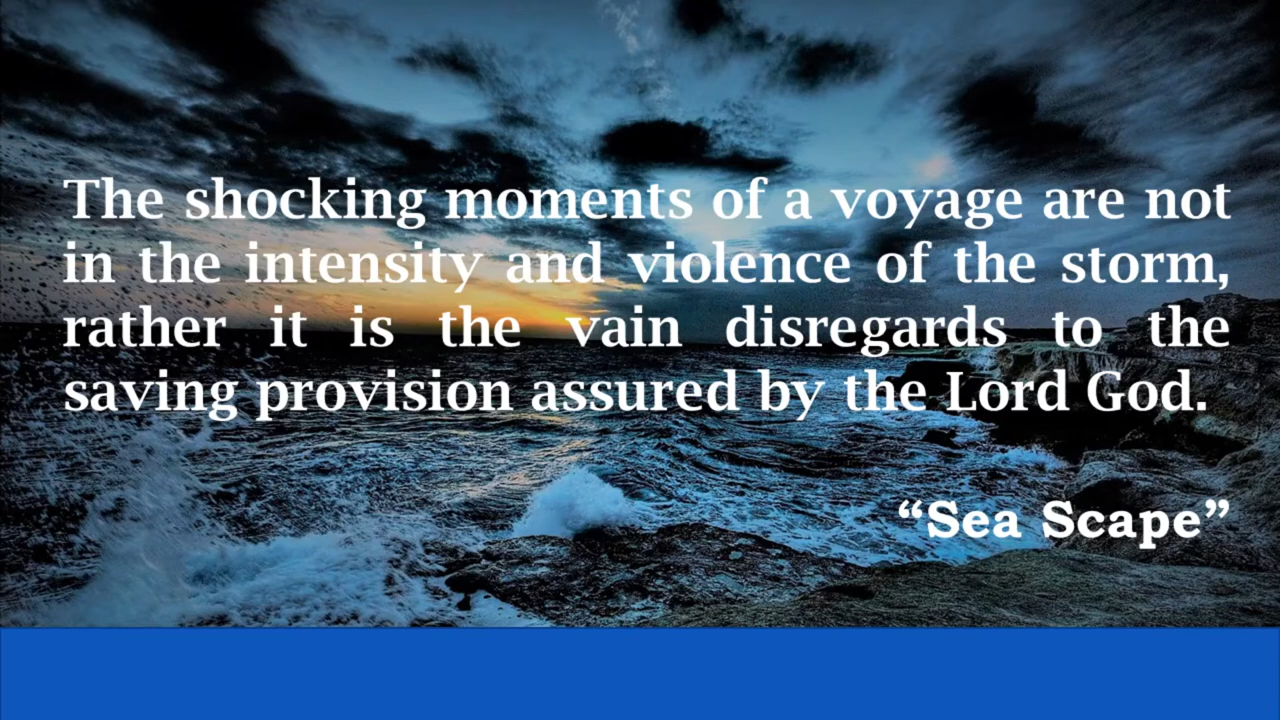 The shocking moments of a voyage are not
in the intensity and violence of the storm,
rather it is the vain disregards to the
saving provision assured by the Lord God.
“Sea Scape”